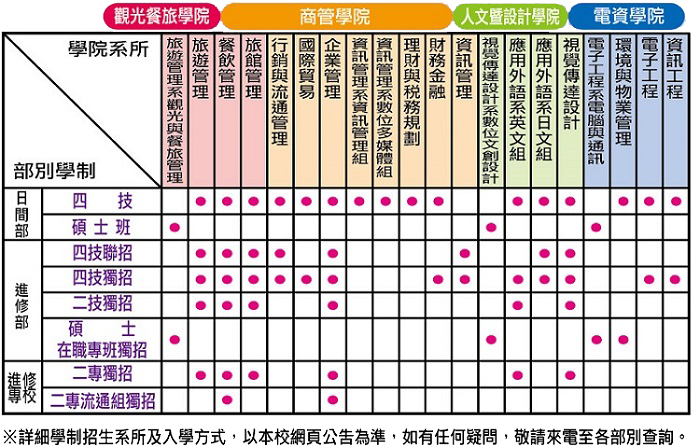 觀光餐旅學院 商管學院 人文暨設計學院 電資學院
學院系所
部別學制
旅遊管理系觀光與餐旅管理
旅遊管理
餐飲管理
旅館管理
行銷與流通管理
國際貿易
企業管理
資訊管理系資訊管理組
資訊管理系數位多媒體組
理財與稅務規劃
財務金融
資訊管理
視覺傳達設計系數位文創設計
應用外語系英文組
應用外語系日文組
視覺傳達設計
電子工程系電腦與通訊
環境與物業管理
電子工程
資訊工程
日間部
四技
碩士班
進修部
四技聯招
四技獨招
二技獨招
碩士
在職專班獨招
進修專校
二專獨招
二專流通組獨招
※詳細學制招生系所及入學方式，以本校網頁公告為準，如有任何疑問，敬請來電至各部別查詢。